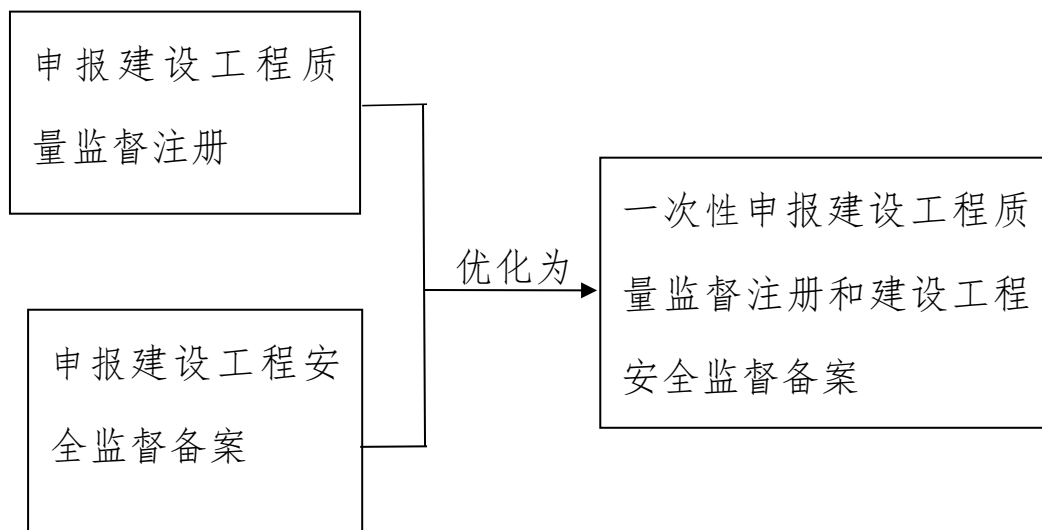 申报建设工程质
量监督注册
申报建设工程安
全监督备案
优化为
一次性申报建设工程质
量监督注册和建设工程
安全监督备案